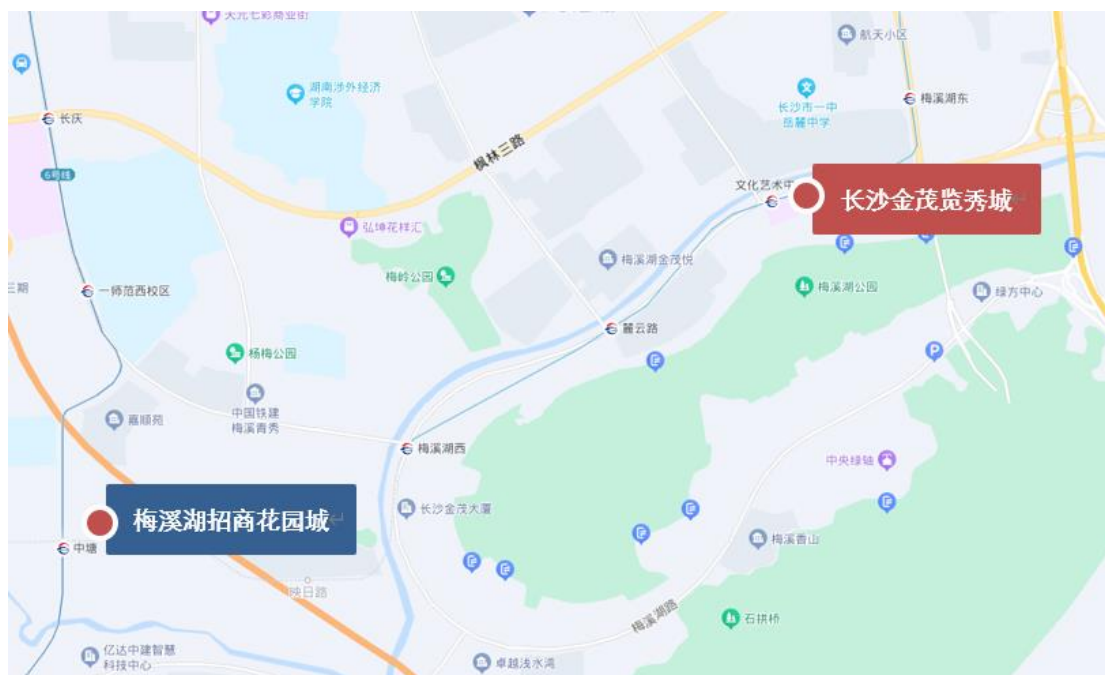 天元七彩商业街
航天小区
湖南涉外经济
学院
长庆
梅溪湖东
长沙市一中
岳麓中学
枫林三路
6号线
文化艺术中
长沙金茂览秀城
弘坤花样汇
梅溪湖金茂悦
梅岭公园
梅溪湖公园
绿方中心
三期
一师范西校区
麓云路
杨梅公园
P
中国铁建
梅溪青秀
嘉顺苑
梅溪湖西
中央绿轴
长沙金茂大厦
梅溪湖招商花园城
中塘
梅溪香山
映日路
梅溪湖路
石拱桥
亿达中建智慧
科技中心
卓越浅水湾